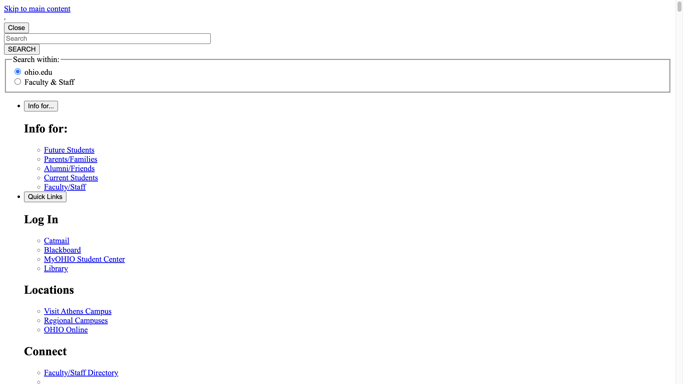 Skip to main content
Close
Search
SEARCH
Search within:
ohio.edu
Faculty & Staff
Info for...
Info for:
Future Students
Parents/Families
Alumni/Friends
Current Students
Faculty/Staff
Quick Links
Log In
Catmail
Blackboard
MyOHIO Student Center
Library
Locations
Visit Athens Campus
Regional Campuses
OHIO Online
Connect
Faculty/Staff Directory